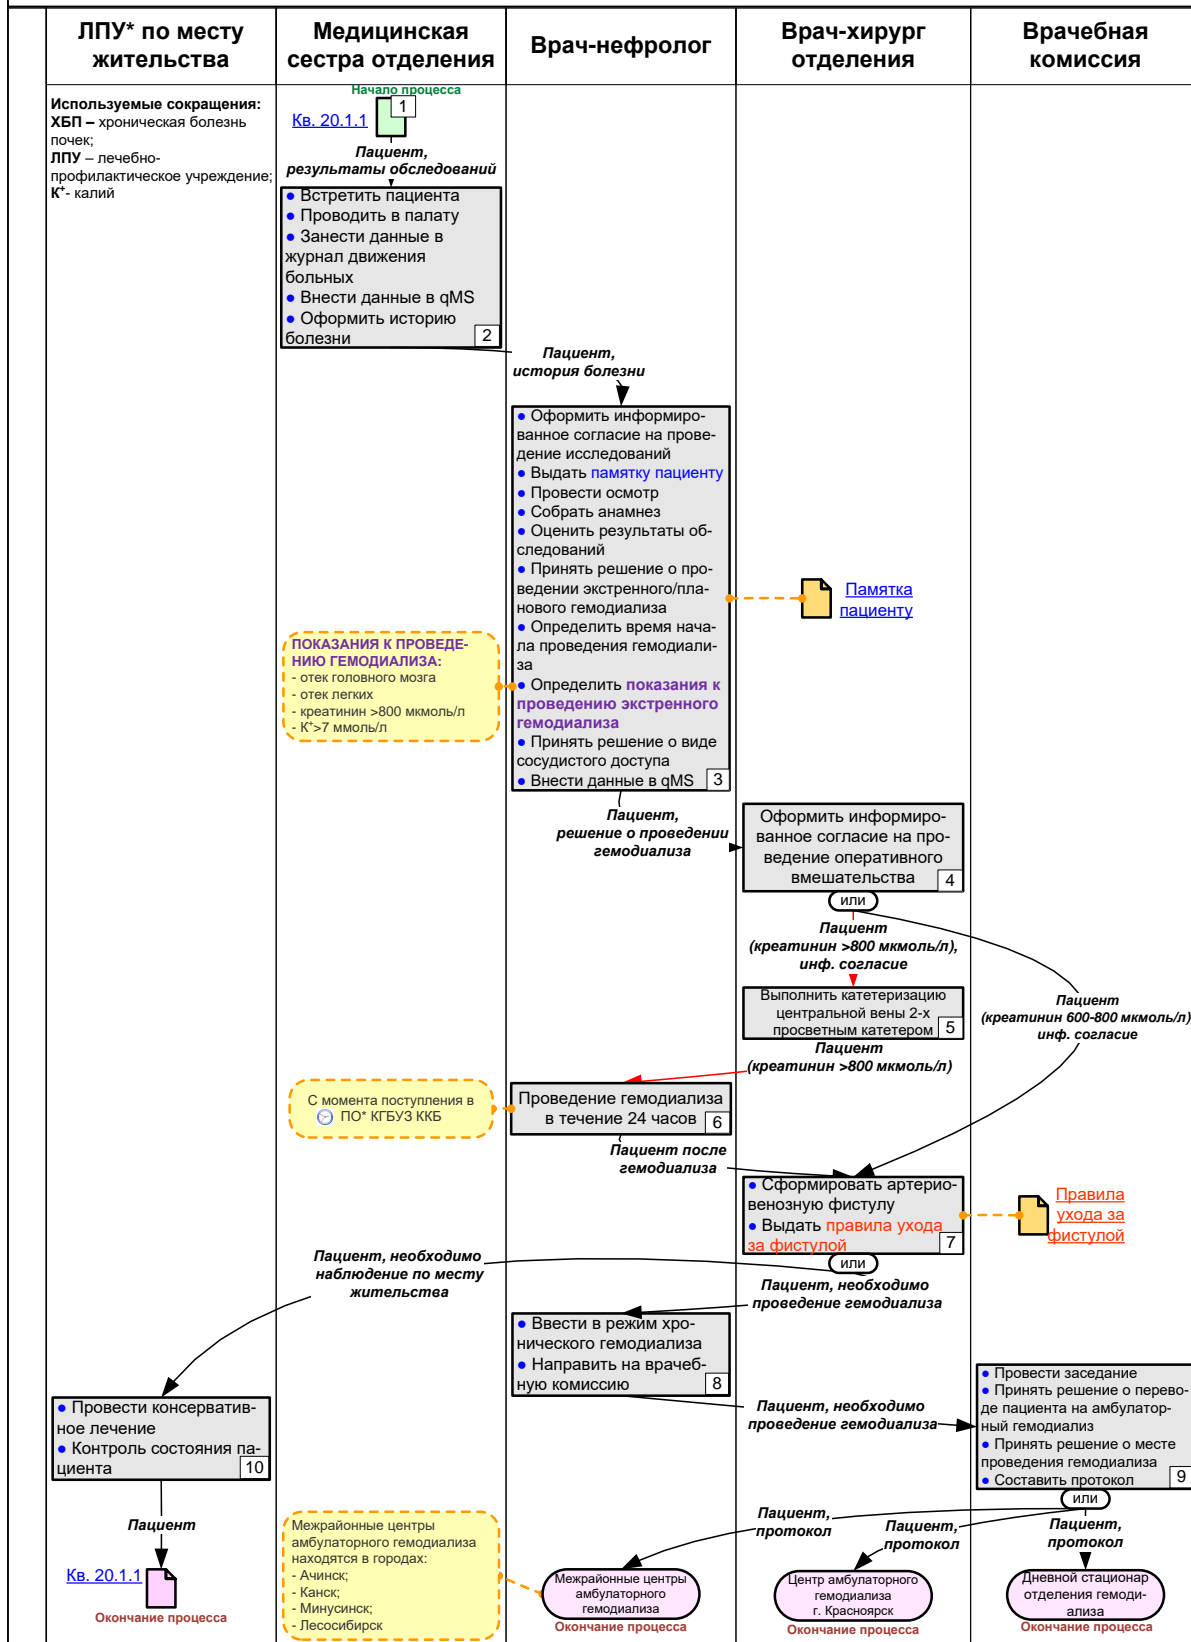 ЛПУ* по месту
жительства
Медицинская
сестра отделения
Врач-нефролог
Врач-хирург
отделения
Врачебная
комиссия
Используемые сокращения:
ХБП – хроническая болезнь
почек;
ЛПУ – лечебно-
профилактическое учреждение;
К⁺- калий
Начало процесса
1
Кв. 20.1.1
Пациент,
результаты обследований
● Встретить пациента
● Проводить в палату
● Занести данные в
журнал движения
больных
● Внести данные в qMS
● Оформить историю
болезни
2
Пациент,
история болезни
● Оформить информиро-
ванное согласие на прове-
дение исследований
● Выдать памятку пациенту
● Провести осмотр
● Собрать анамнез
● Оценить результаты об-
следований
● Принять решение о про-
ведении экстренного/пла-
нового гемодиализа
● Определить время нача-
ла проведения гемодиали-
за
● Определить показания к
проведению экстренного
гемодиализа
● Принять решение о виде
сосудистого доступа
● Внести данные в qMS
3
Памятка
пациенту
ПОКАЗАНИЯ К ПРОВЕДЕ-
НИЮ ГЕМОДИАЛИЗА:
- отек головного мозга
- отек легких
- креатинин >800 мкмоль/л
- К⁺>7 ммоль/л
Пациент,
решение о проведении
гемодиализа
Оформить информиро-
ванное согласие на про-
ведение оперативного
вмешательства
4
или
Пациент
(креатинин >800 мкмоль/л),
инф. согласие
Пациент
(креатинин 600-800 мкмоль/л)
инф. согласие
Выполнить катетеризацию
центральной вены 2-х
просветным катетером
5
Пациент
(креатинин >800 мкмоль/л)
С момента поступления в
ПО* КГБУЗ ККБ
Проведение гемодиализа
в течение 24 часов
6
Пациент после
гемодиализа
● Сформировать артерио-
венозную фистулу
● Выдать правила ухода
за фистулой
7
Правила
ухода за
фистулой
или
Пациент, необходимо
наблюдение по месту
жительства
Пациент, необходимо
проведение гемодиализа
● Ввести в режим хро-
нического гемодиализа
● Направить на врачеб-
ную комиссию
8
Пациент, необходимо
проведение гемодиализа
● Провести заседание
● Принять решение о перево-
де пациента на амбулатор-
ный гемодиализ
● Принять решение о месте
проведения гемодиализа
● Составить протокол
9
или
● Провести консерватив-
ное лечение
● Контроль состояния па-
циента
10
Пациент
Кв. 20.1.1
Окончание процесса
Межрайонные центры
амбулаторного гемодиализа
находятся в городах:
- Ачинск;
- Канск;
- Минусинск;
- Лесосибирск
Пациент,
протокол
Пациент,
протокол
Пациент,
протокол
Межрайонные центры
амбулаторного
гемодиализа
Окончание процесса
Центр амбулаторного
гемодиализа
г. Красноярск
Окончание процесса
Дневной стационар
отделения гемоди-
ализа
Окончание процесса